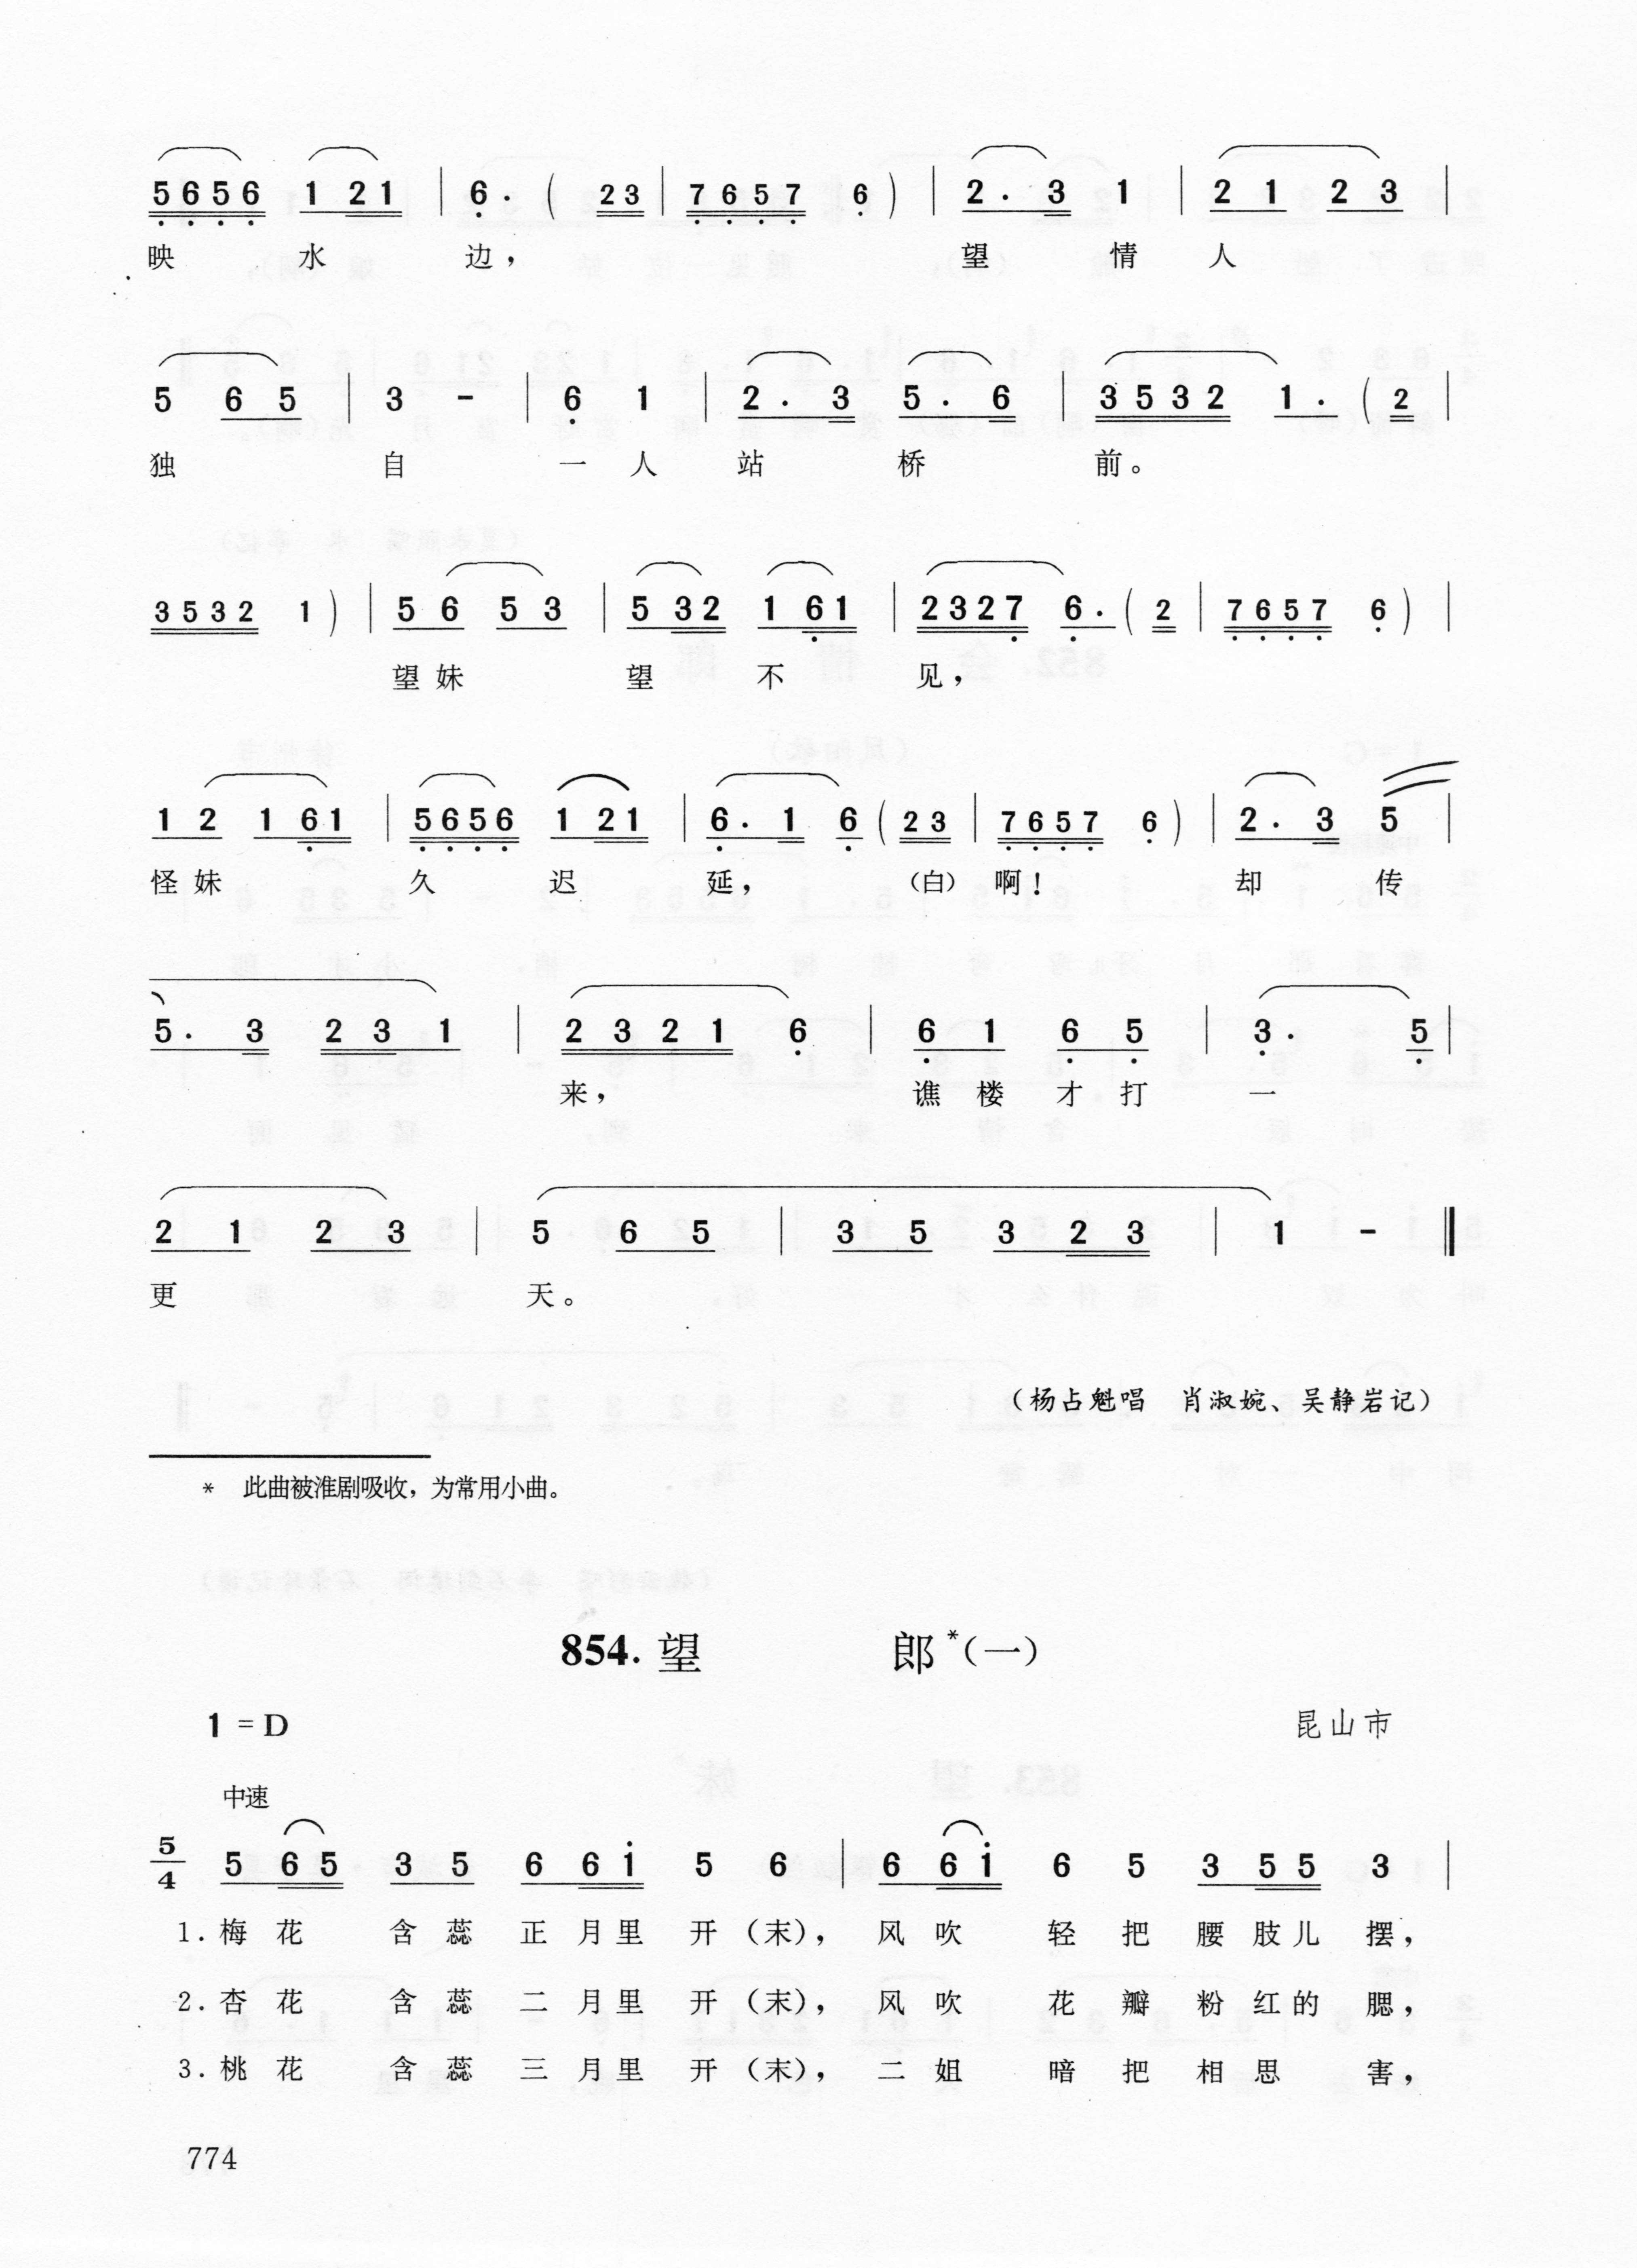 5656 1 21 | 6· ( 23 | 7657 6 ) | 2· 3 1 | 2 1 2 3 |
映 水 边， 望 情 人
5 6 5 | 3 - | 6 1 | 2· 3 5· 6 | 3532 1· ( 2 |
独 自 一 人 站 桥 前。
3532 1 ) | 5 6 5 3 | 5 32 1 61 | 2327 6· ( 2 | 7657 6 ) |
望 妹 望 不 见，
1 2 1 61 | 5656 1 21 | 6· 1 6 ( 23 | 7657 6 ) | 2· 3 5 |
怪 妹 久 迟 延， （白） 啊！ 却 传
5· 3 2 3 1 | 2 3 2 1 6 | 6 1 6 5 | 3· 5 |
来， 谯 楼 才 打 一
2 1 2 3 | 5 6 5 | 3 5 3 2 3 | 1 - ‖
更 天。
（杨占魁唱 肖淑婉、吴静岩记）
* 此曲被淮剧吸收，为常用小曲。
854. 望 郎*（一）
1 = D 昆山市
中速
5/4 5 6 5 3 5 6 6 i̇ 5 6 | 6 6 i̇ 6 5 3 5 5 3 |
1. 梅 花 含 蕊 正 月 里 开 （末）， 风 吹 轻 把 腰 肢 儿 摆，
2. 杏 花 含 蕊 二 月 里 开 （末）， 风 吹 花 瓣 粉 红 的 腮，
3. 桃 花 含 蕊 三 月 里 开 （末）， 二 姐 暗 把 相 思 害，
774